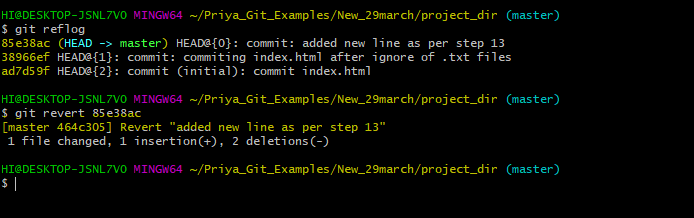 HI@DESKTOP-JSNL7VO MINGW64 ~/Priya_Git_Examples/New_29march/project_dir (master)
$ git reflog
85e38ac (HEAD -> master) HEAD@{0}: commit: added new line as per step 13
38966ef HEAD@{1}: commit: commiting index.html after ignore of .txt files
ad7d59f HEAD@{2}: commit (initial): commit index.html
HI@DESKTOP-JSNL7VO MINGW64 ~/Priya_Git_Examples/New_29march/project_dir (master)
$ git revert 85e38ac
[master 464c305] Revert "added new line as per step 13"
1 file changed, 1 insertion(+), 2 deletions(-)
HI@DESKTOP-JSNL7VO MINGW64 ~/Priya_Git_Examples/New_29march/project_dir (master)
$